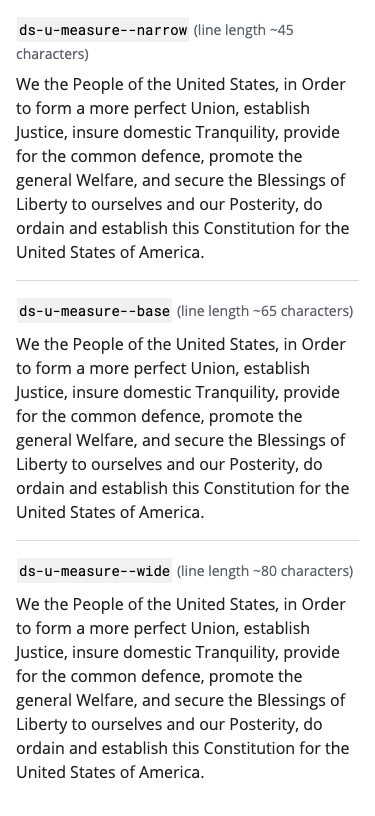 ds-u-measure--narrow (line length ~45
characters)
We the People of the United States, in Order
to form a more perfect Union, establish
Justice, insure domestic Tranquility, provide
for the common defence, promote the
general Welfare, and secure the Blessings of
Liberty to ourselves and our Posterity, do
ordain and establish this Constitution for the
United States of America.
ds-u-measure--base (line length ~65 characters)
We the People of the United States, in Order
to form a more perfect Union, establish
Justice, insure domestic Tranquility, provide
for the common defence, promote the
general Welfare, and secure the Blessings of
Liberty to ourselves and our Posterity, do
ordain and establish this Constitution for the
United States of America.
ds-u-measure--wide (line length ~80 characters)
We the People of the United States, in Order
to form a more perfect Union, establish
Justice, insure domestic Tranquility, provide
for the common defence, promote the
general Welfare, and secure the Blessings of
Liberty to ourselves and our Posterity, do
ordain and establish this Constitution for the
United States of America.